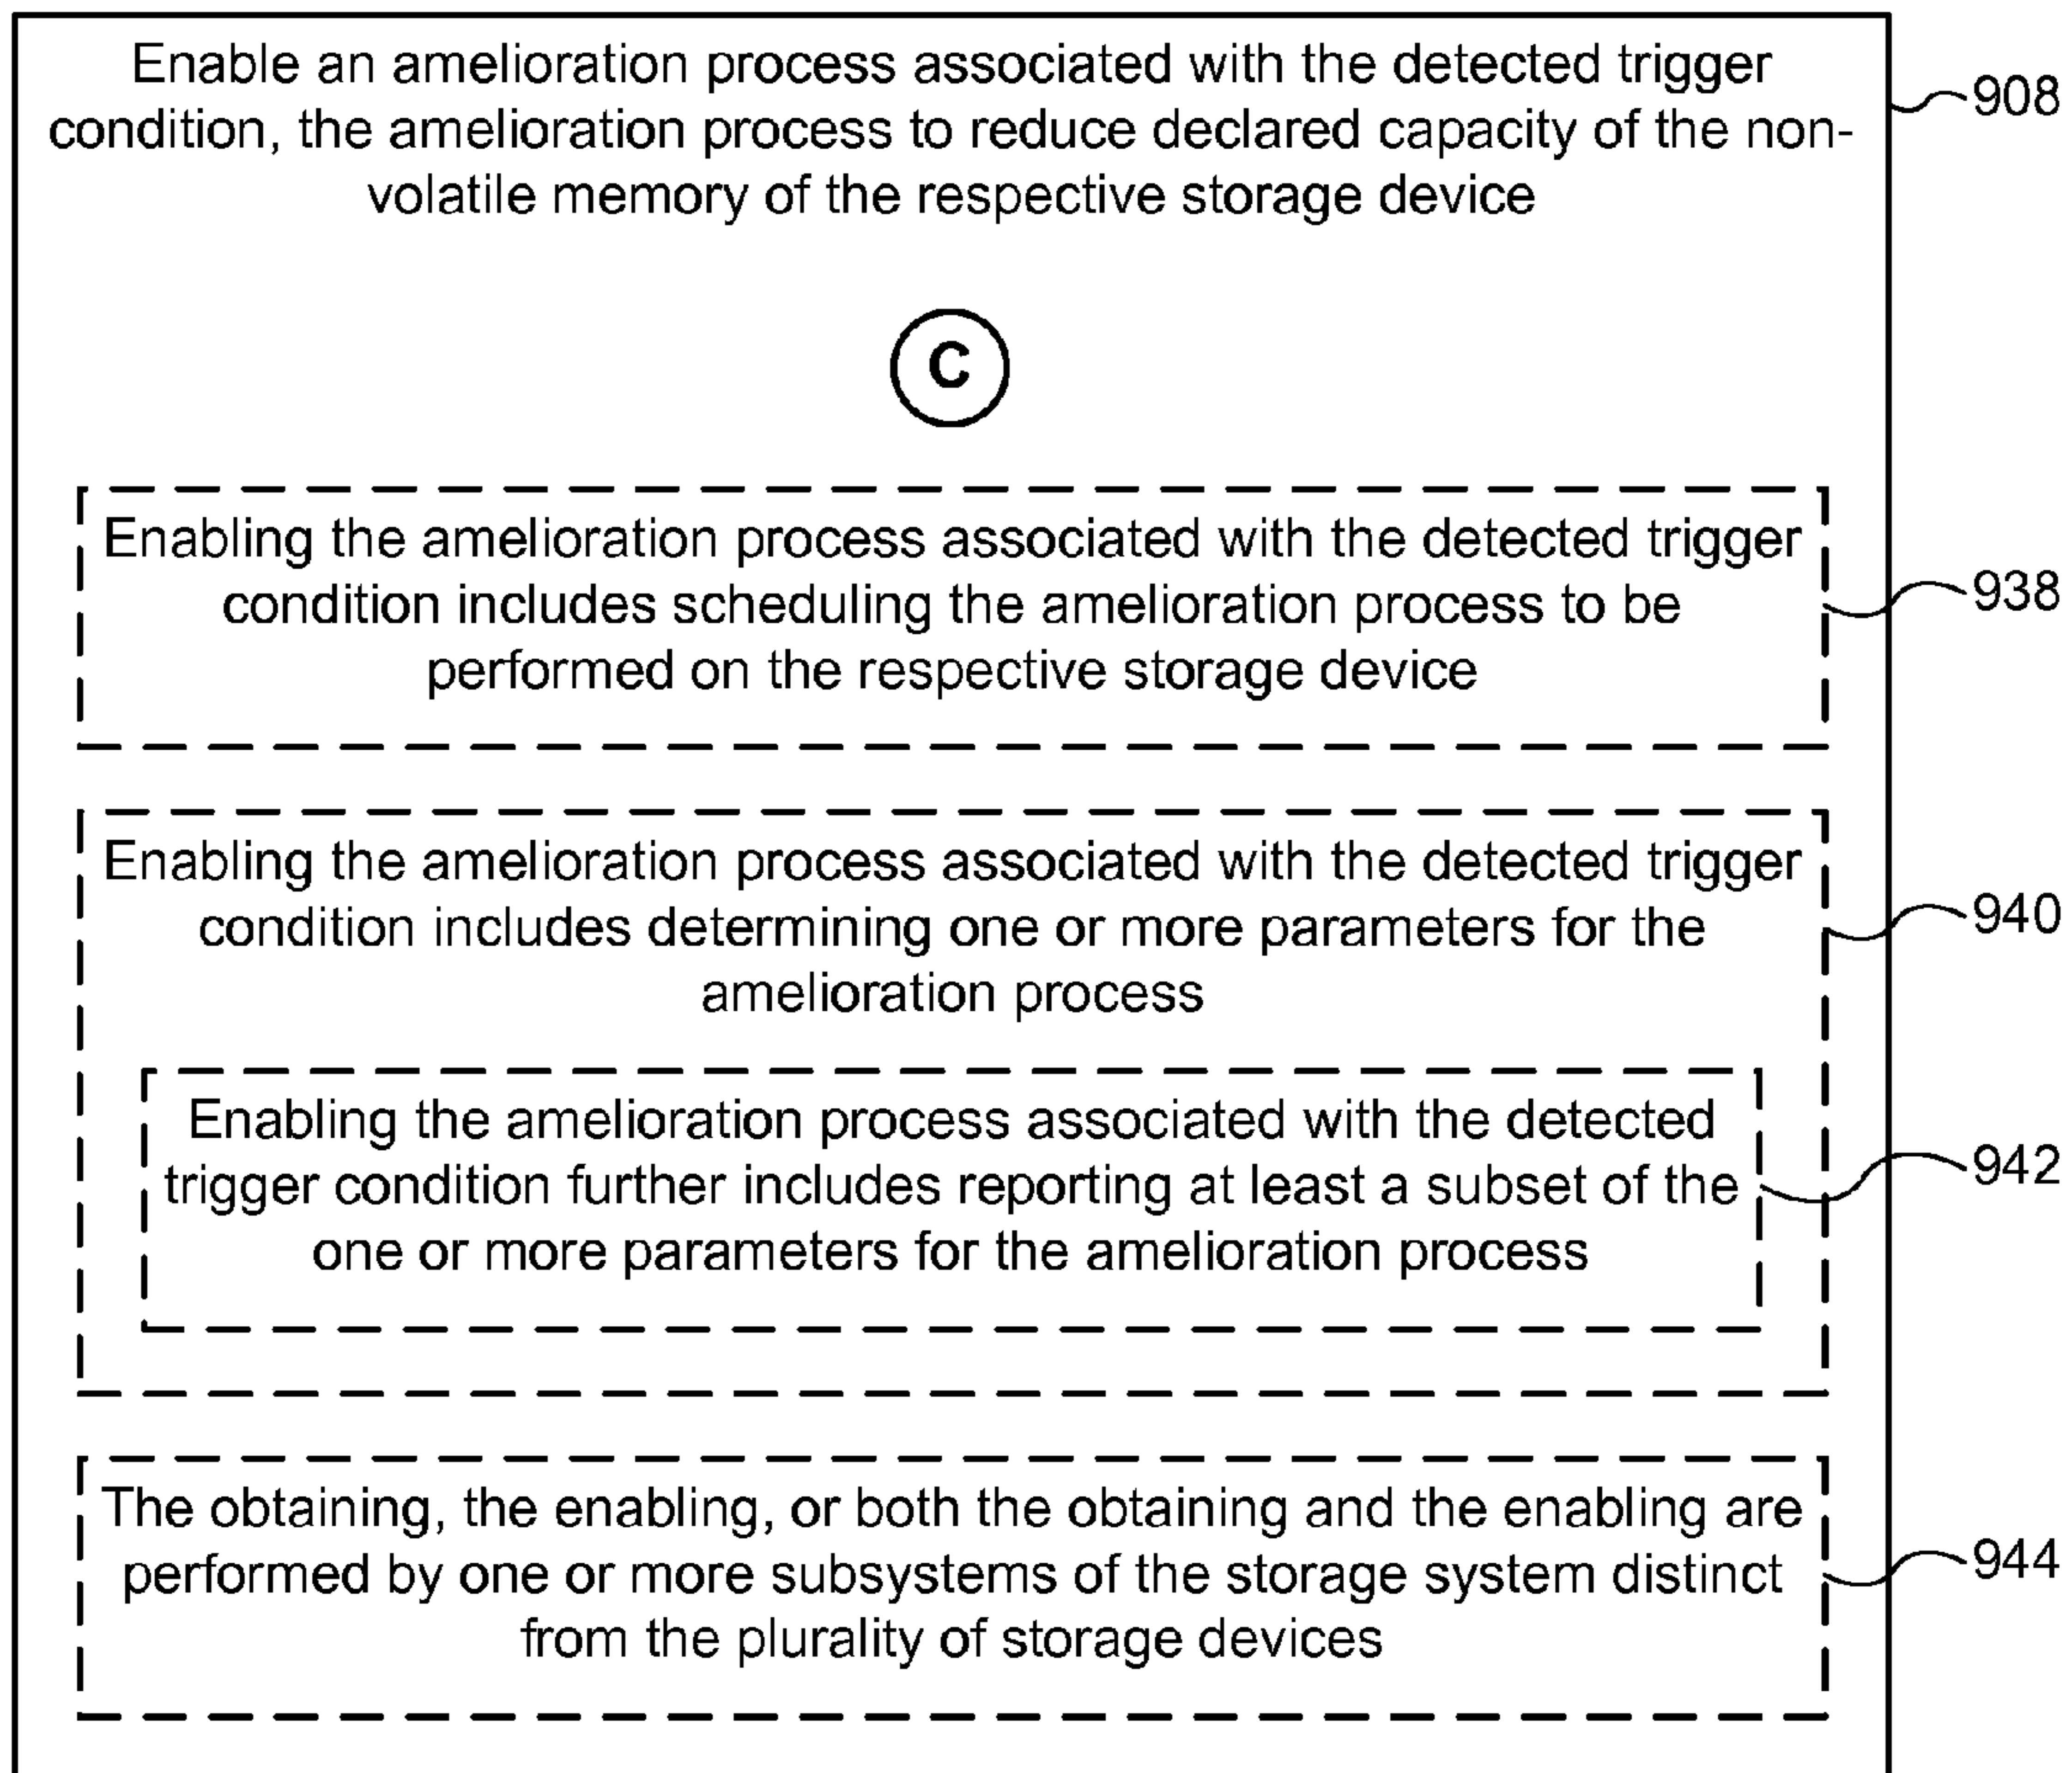 Enable an amelioration process associated with the detected trigger
condition, the amelioration process to reduce declared capacity of the non-
volatile memory of the respective storage device
908
C
Enabling the amelioration process associated with the detected trigger
condition includes scheduling the amelioration process to be
performed on the respective storage device
938
Enabling the amelioration process associated with the detected trigger
condition includes determining one or more parameters for the
amelioration process
940
Enabling the amelioration process associated with the detected
trigger condition further includes reporting at least a subset of the
one or more parameters for the amelioration process
942
The obtaining, the enabling, or both the obtaining and the enabling are
performed by one or more subsystems of the storage system distinct
from the plurality of storage devices
944